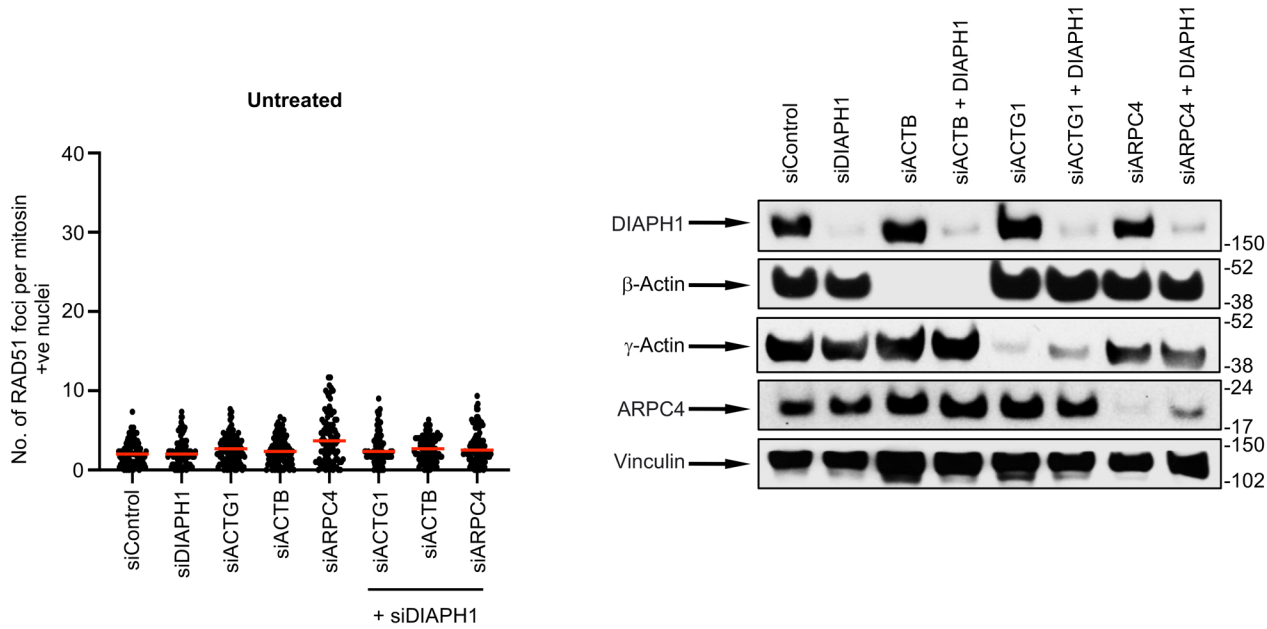 Untreated
No. of RAD51 foci per mitosin
+ve nuclei
40
30
20
10
0
siControl
siDIAPH1
siACTG1
siACTB
siARPC4
siACTG1
siACTB
siARPC4
+ siDIAPH1
siControl
siDIAPH1
siACTB
siACTB + DIAPH1
siACTG1
siACTG1 + DIAPH1
siARPC4
siARPC4 + DIAPH1
DIAPH1
-150
β-Actin
-52
-38
γ-Actin
-52
-38
ARPC4
-24
-17
Vinculin
-150
-102